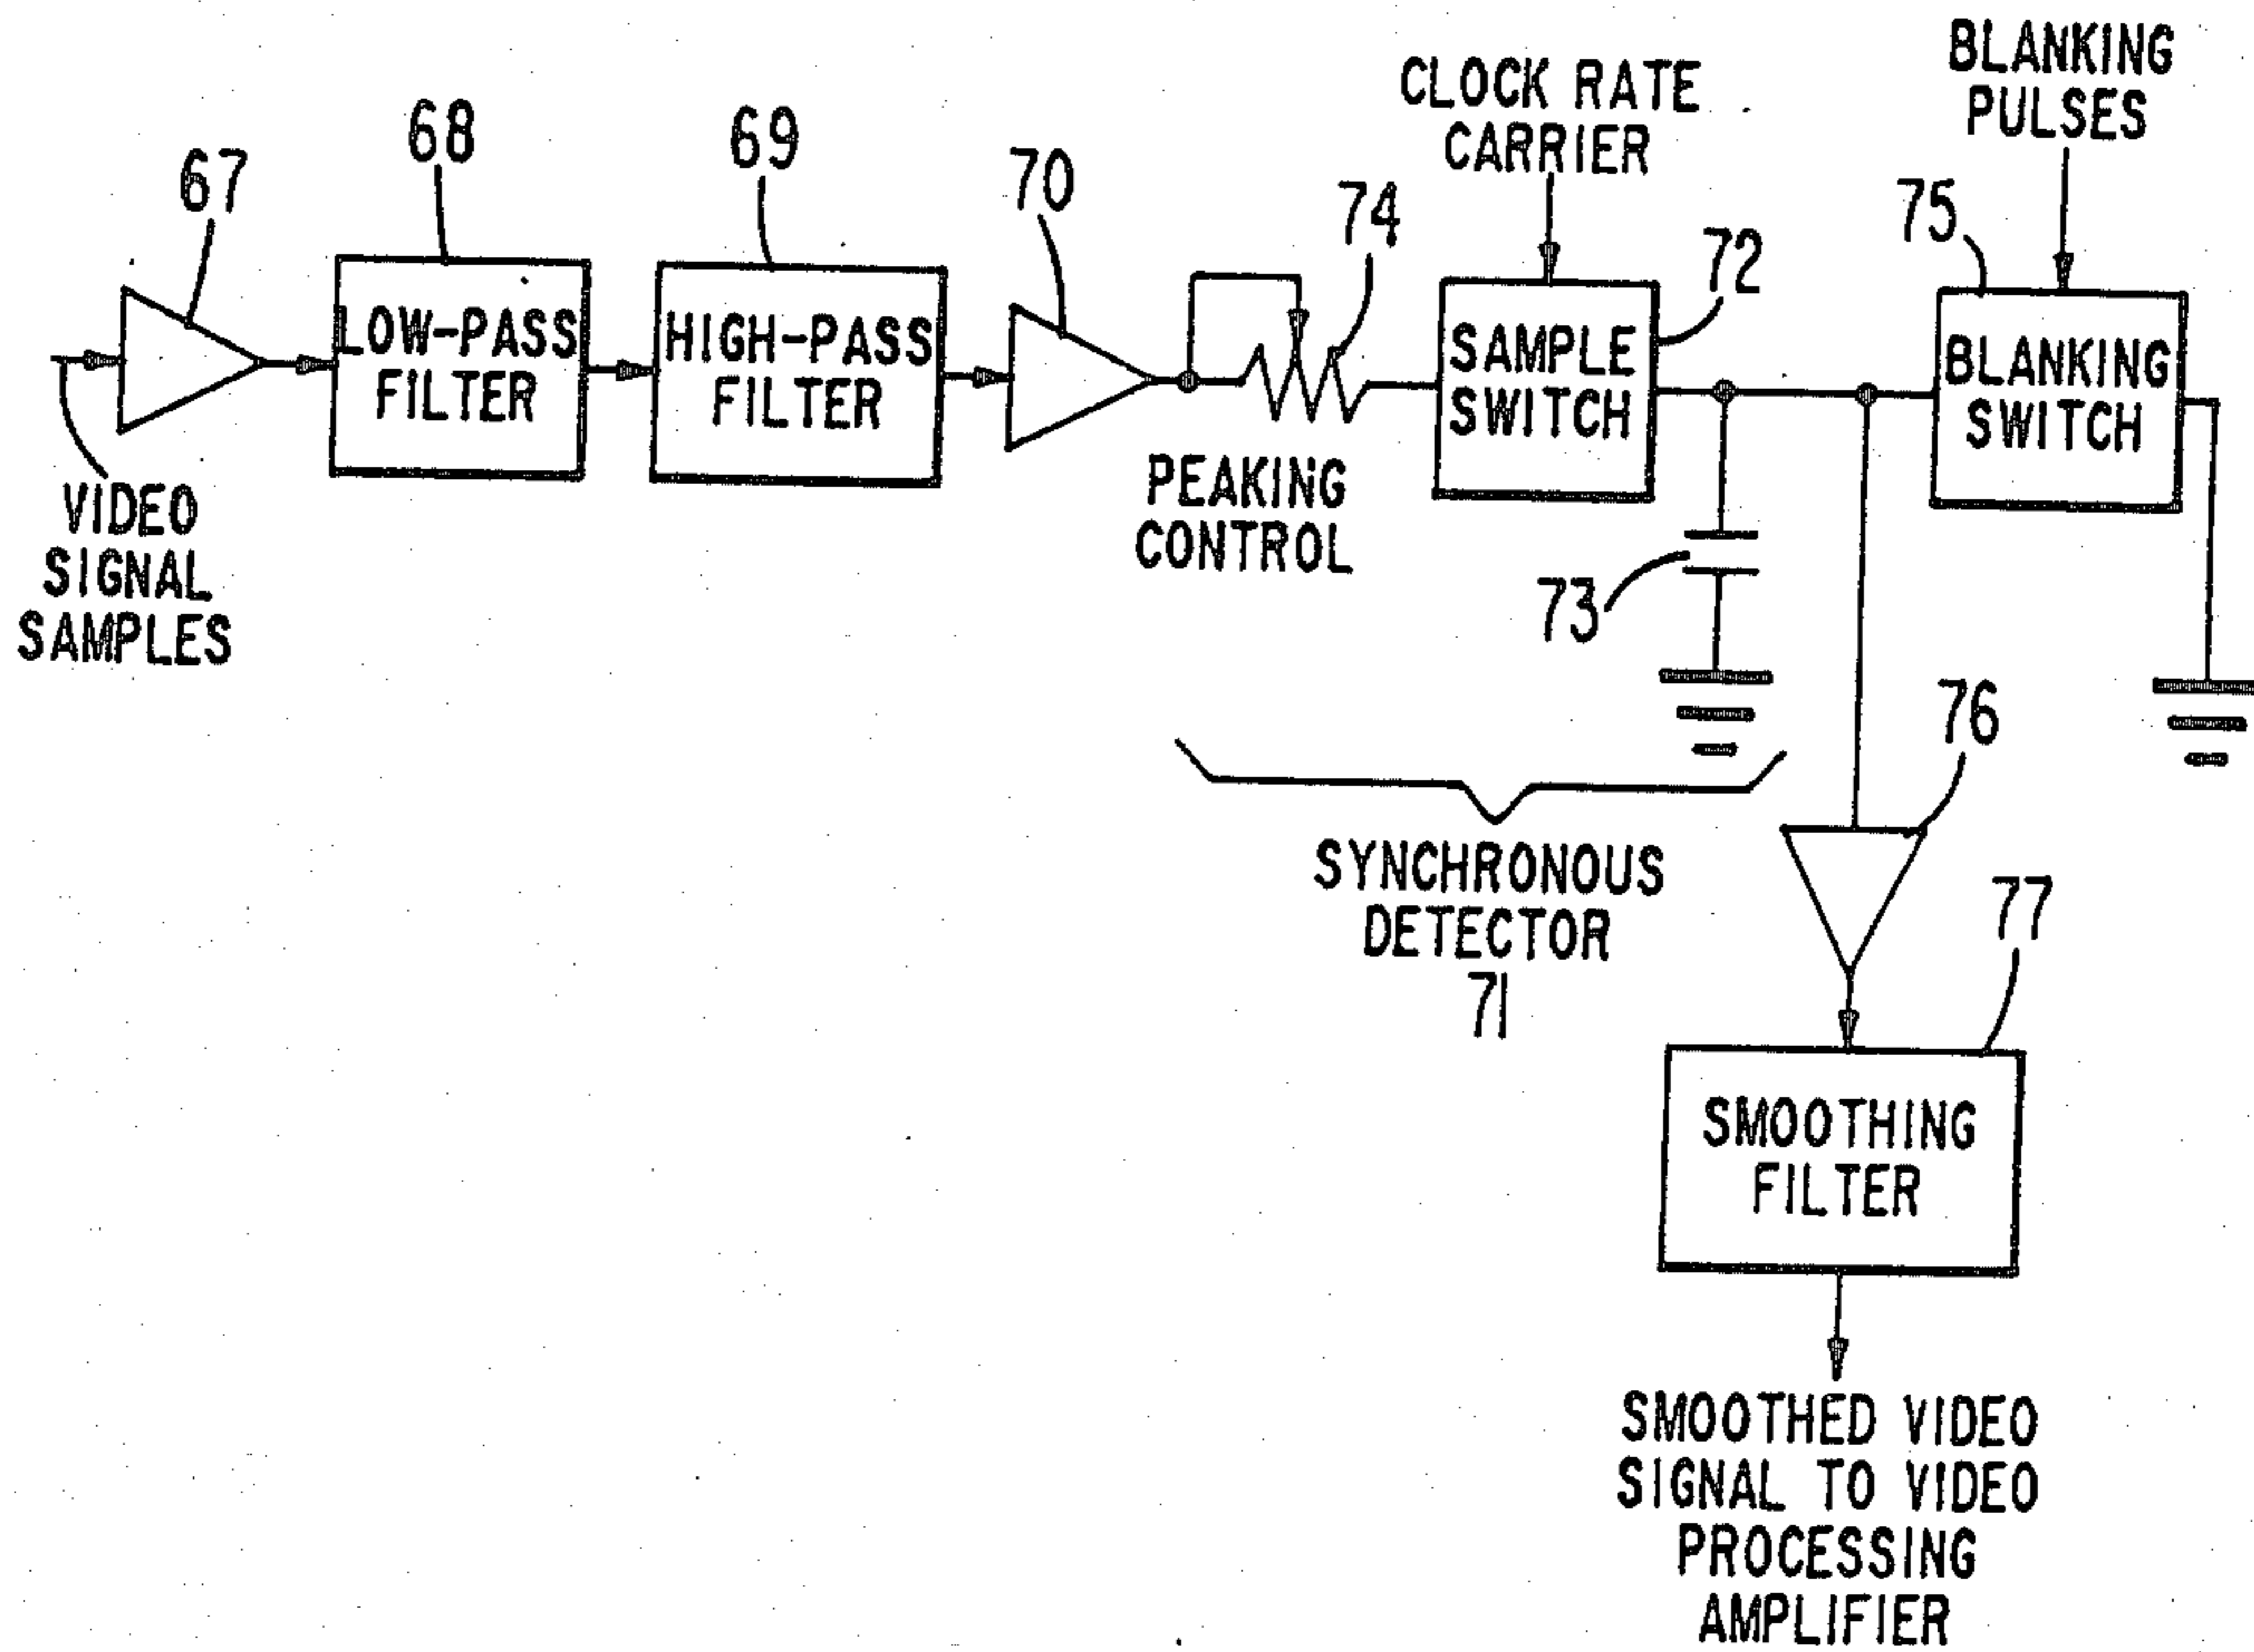 BLANKING
PULSES
CLOCK RATE
CARRIER
67
68
69
70
74
72
75
LOW-PASS
FILTER
HIGH-PASS
FILTER
SAMPLE
SWITCH
BLANKING
SWITCH
VIDEO
SIGNAL
SAMPLES
PEAKING
CONTROL
73
76
SYNCHRONOUS
DETECTOR
71
77
SMOOTHING
FILTER
SMOOTHED VIDEO
SIGNAL TO VIDEO
PROCESSING
AMPLIFIER